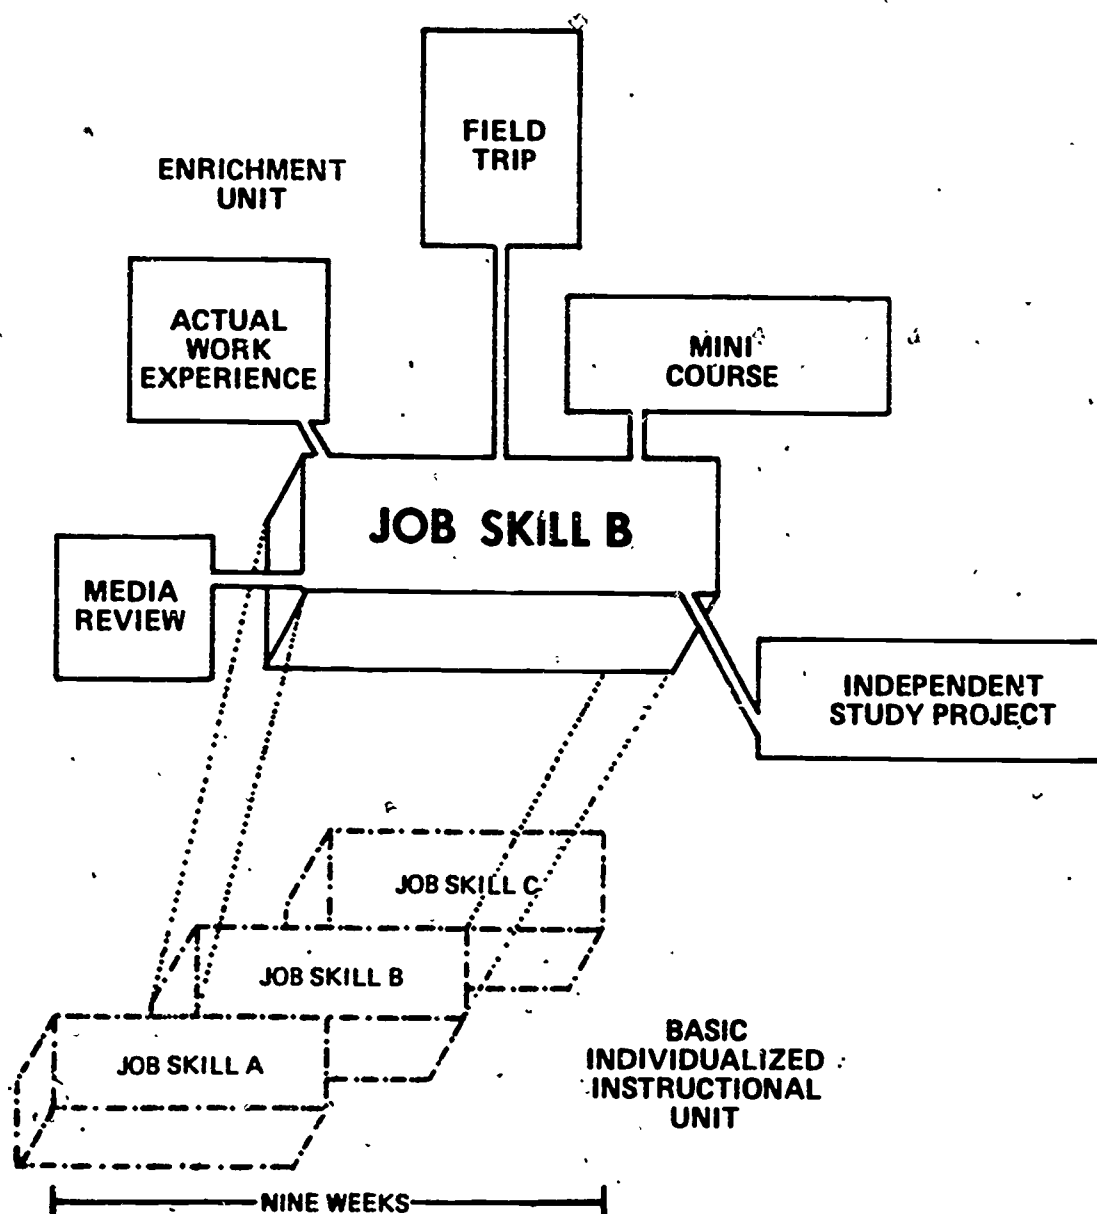 FIELD
TRIP
ENRICHMENT
UNIT
ACTUAL
WORK
EXPERIENCE
MINI
COURSE
JOB SKILL B
MEDIA
REVIEW
INDEPENDENT
STUDY PROJECT
JOB SKILL C
JOB SKILL B
JOB SKILL A
BASIC
INDIVIDUALIZED
INSTRUCTIONAL
UNIT
NINE WEEKS